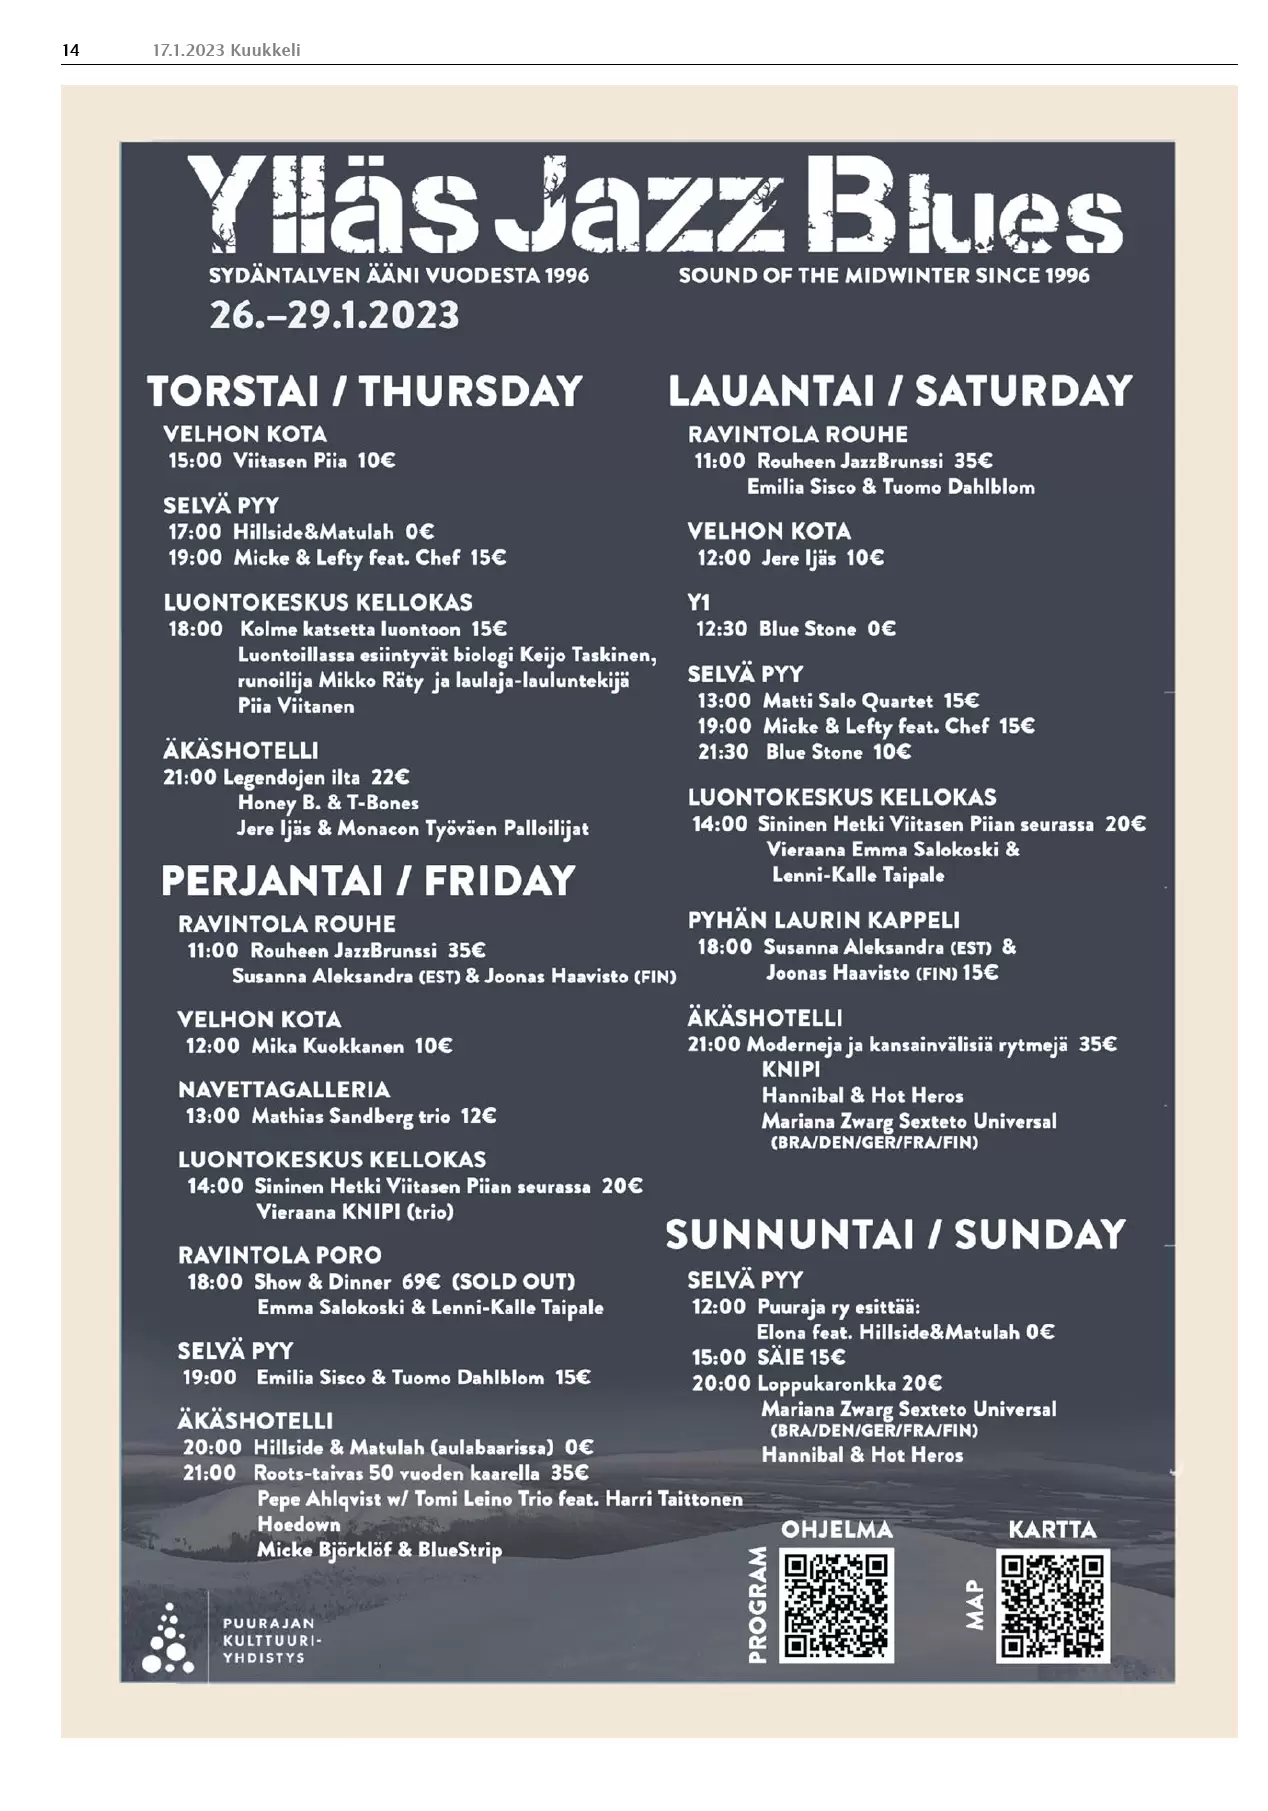 14 17.1.2023 Kuukkeli
Ylläs Jazz Blues
SYDÄNTALVEN ÄÄNI VUODESTA 1996
SOUND OF THE MIDWINTER SINCE 1996
26.–29.1.2023
TORSTAI / THURSDAY
VELHON KOTA
15:00 Viitasen Piia 10€
SELVÄ PYY
17:00 Hillside&Matulah 0€
19:00 Micke & Lefty feat. Chef 15€
LUONTOKESKUS KELLOKAS
18:00 Kolme katsetta luontoon 15€
Luontoillassa esiintyvät biologi Keijo Taskinen,
runoilija Mikko Räty ja laulaja-lauluntekijä
Piia Viitanen
ÄKÄSHOTELLI
21:00 Legendojen ilta 22€
Honey B. & T-Bones
Jere Ijäs & Monacon Työväen Palloilijat
PERJANTAI / FRIDAY
RAVINTOLA ROUHE
11:00 Rouheen JazzBrunssi 35€
Susanna Aleksandra (EST) & Joonas Haavisto (FIN)
VELHON KOTA
12:00 Mika Kuokkanen 10€
NAVETTAGALLERIA
13:00 Mathias Sandberg trio 12€
LUONTOKESKUS KELLOKAS
14:00 Sininen Hetki Viitasen Piian seurassa 20€
Vieraana KNIPI (trio)
RAVINTOLA PORO
18:00 Show & Dinner 69€ (SOLD OUT)
Emma Salokoski & Lenni-Kalle Taipale
SELVÄ PYY
19:00 Emilia Sisco & Tuomo Dahlblom 15€
ÄKÄSHOTELLI
20:00 Hillside & Matulah (aulabaarissa) 0€
21:00 Roots-taivas 50 vuoden kaarella 35€
Pepe Ahlqvist w/ Tomi Leino Trio feat. Harri Taittonen
Hoedown
Micke Björklöf & BlueStrip
LAUANTAI / SATURDAY
RAVINTOLA ROUHE
11:00 Rouheen JazzBrunssi 35€
Emilia Sisco & Tuomo Dahlblom
VELHON KOTA
12:00 Jere Ijäs 10€
Y1
12:30 Blue Stone 0€
SELVÄ PYY
13:00 Matti Salo Quartet 15€
19:00 Micke & Lefty feat. Chef 15€
21:30 Blue Stone 10€
LUONTOKESKUS KELLOKAS
14:00 Sininen Hetki Viitasen Piian seurassa 20€
Vieraana Emma Salokoski &
Lenni-Kalle Taipale
PYHÄN LAURIN KAPPELI
18:00 Susanna Aleksandra (EST) &
Joonas Haavisto (FIN) 15€
ÄKÄSHOTELLI
21:00 Moderneja ja kansainvälisiä rytmejä 35€
KNIPI
Hannibal & Hot Heros
Mariana Zwarg Sexteto Universal
(BRA/DEN/GER/FRA/FIN)
SUNNUNTAI / SUNDAY
SELVÄ PYY
12:00 Puuraja ry esittää:
Elona feat. Hillside&Matulah 0€
15:00 SÄIE 15€
20:00 Loppukaronkka 20€
Mariana Zwarg Sexteto Universal
(BRA/DEN/GER/FRA/FIN)
Hannibal & Hot Heros
OHJELMA
PROGRAM
KARTTA
MAP
PUURAJAN
KULTTUURI-
YHDISTYS